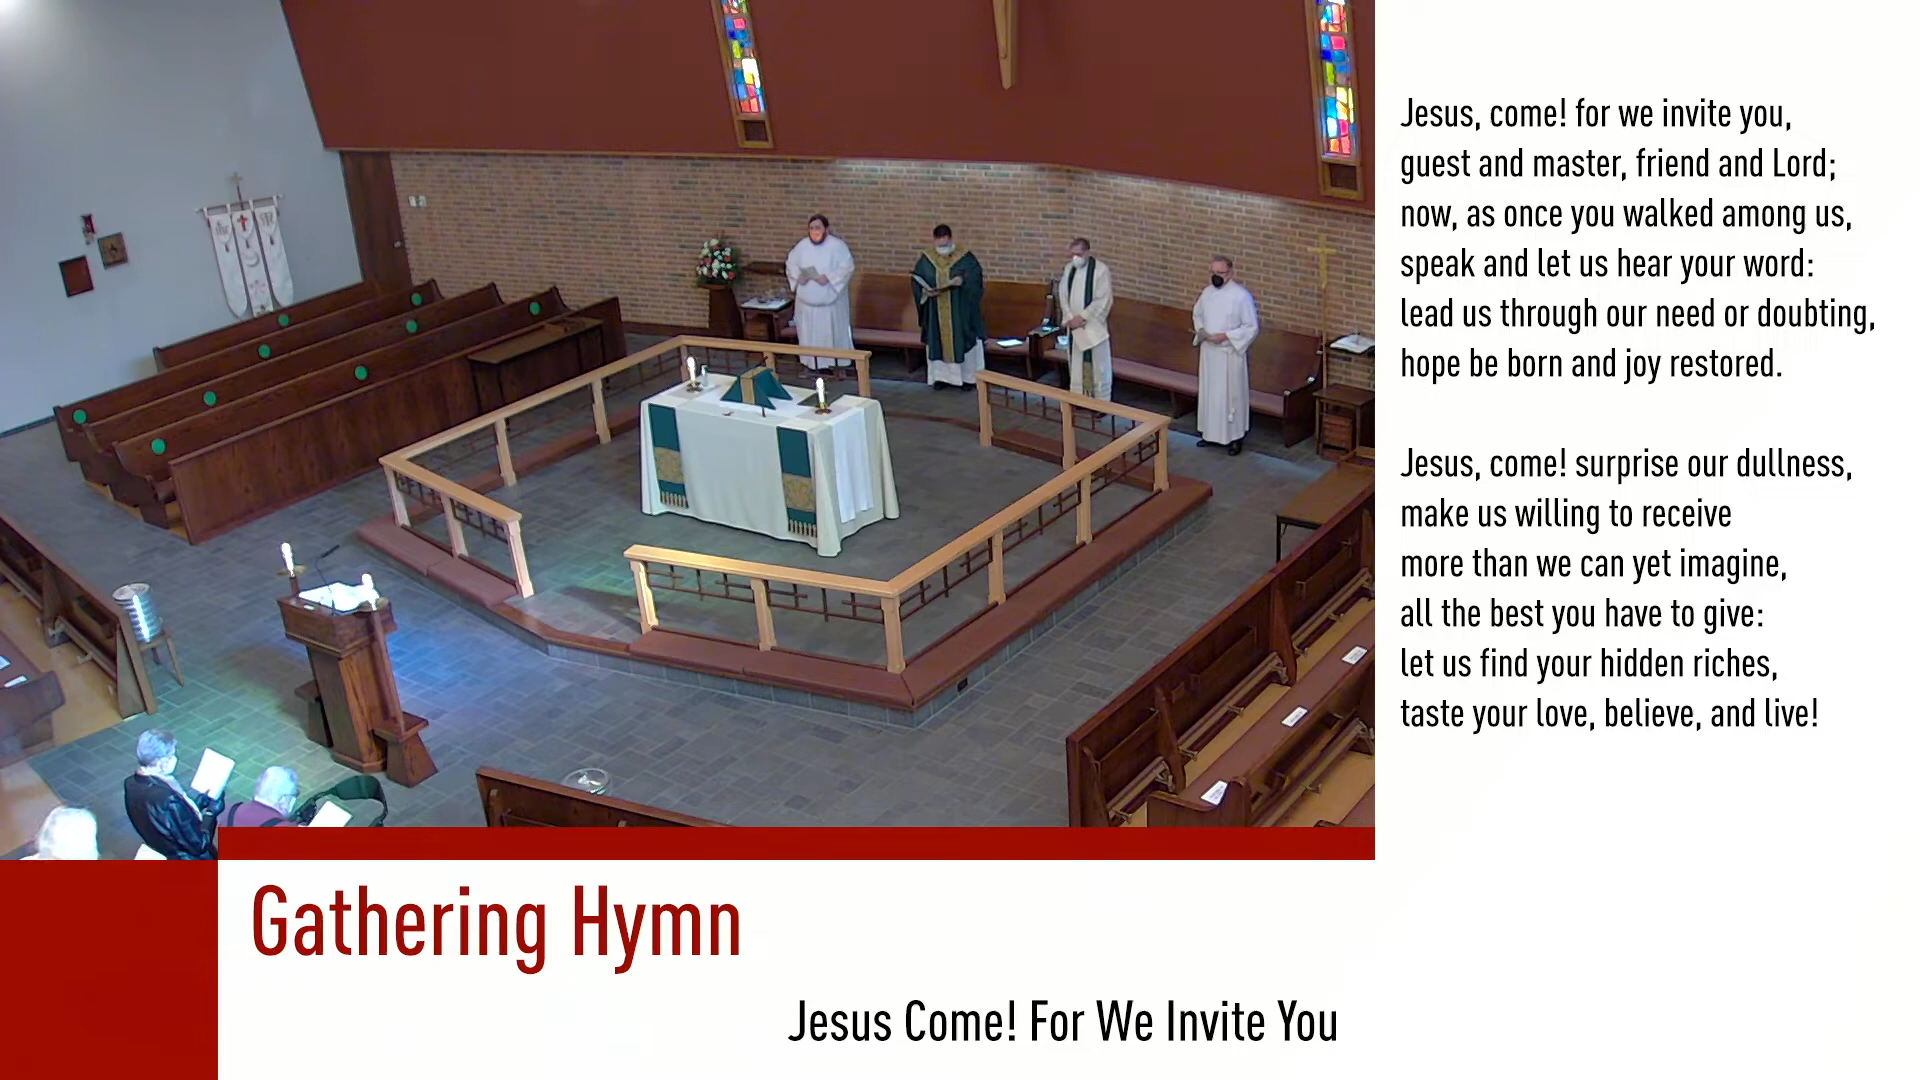 Jesus, come! for we invite you,
guest and master, friend and Lord;
now, as once you walked among us,
speak and let us hear your word:
lead us through our need or doubting,
hope be born and joy restored.
Jesus, come! surprise our dullness,
make us willing to receive
more than we can yet imagine,
all the best you have to give:
let us find your hidden riches,
taste your love, believe, and live!
Gathering Hymn
Jesus Come! For We Invite You